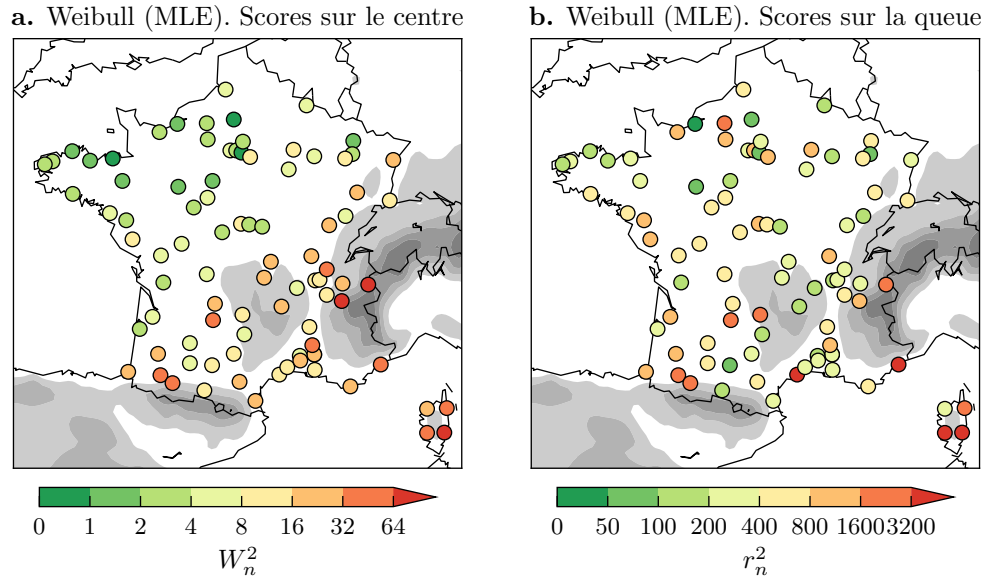 a. Weibull (MLE). Scores sur le centre
b. Weibull (MLE). Scores sur la queue
0 1 2 4 8 16 32 64
W_n^2
0 50 100 200 400 800 1600 3200
r_n^2